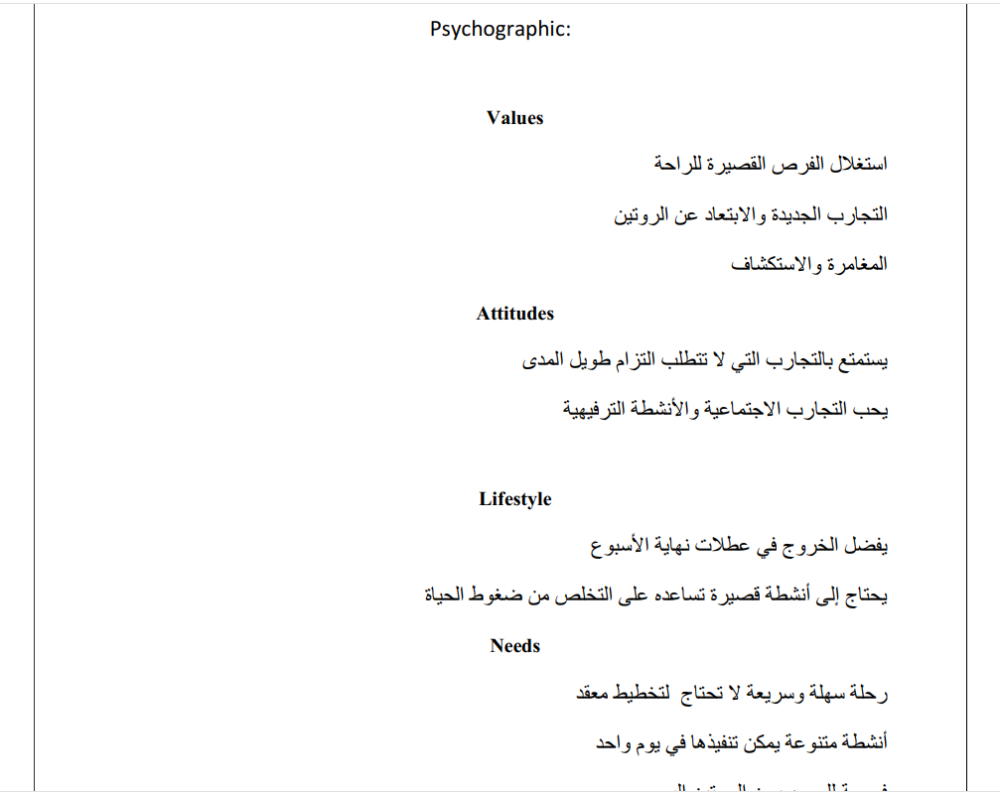 Psychographic:
Values
استغلال الفرص القصيرة للراحة
التجارب الجديدة والابتعاد عن الروتين
المغامرة والاستكشاف
Attitudes
يستمتع بالتجارب التي لا تتطلب التزام طويل المدى
يحب التجارب الاجتماعية والأنشطة الترفيهية
Lifestyle
يفضل الخروج في عطلات نهاية الأسبوع
يحتاج إلى أنشطة قصيرة تساعده على التخلص من ضغوط الحياة
Needs
رحلة سهلة وسريعة لا تحتاج لتخطيط معقد
أنشطة متنوعة يمكن تنفيذها في يوم واحد